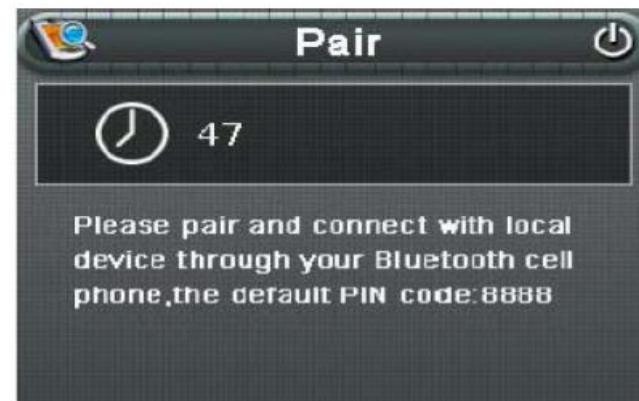 Pair
47
Please pair and connect with local
device through your Bluetooth cell
phone,the default PIN code:8888